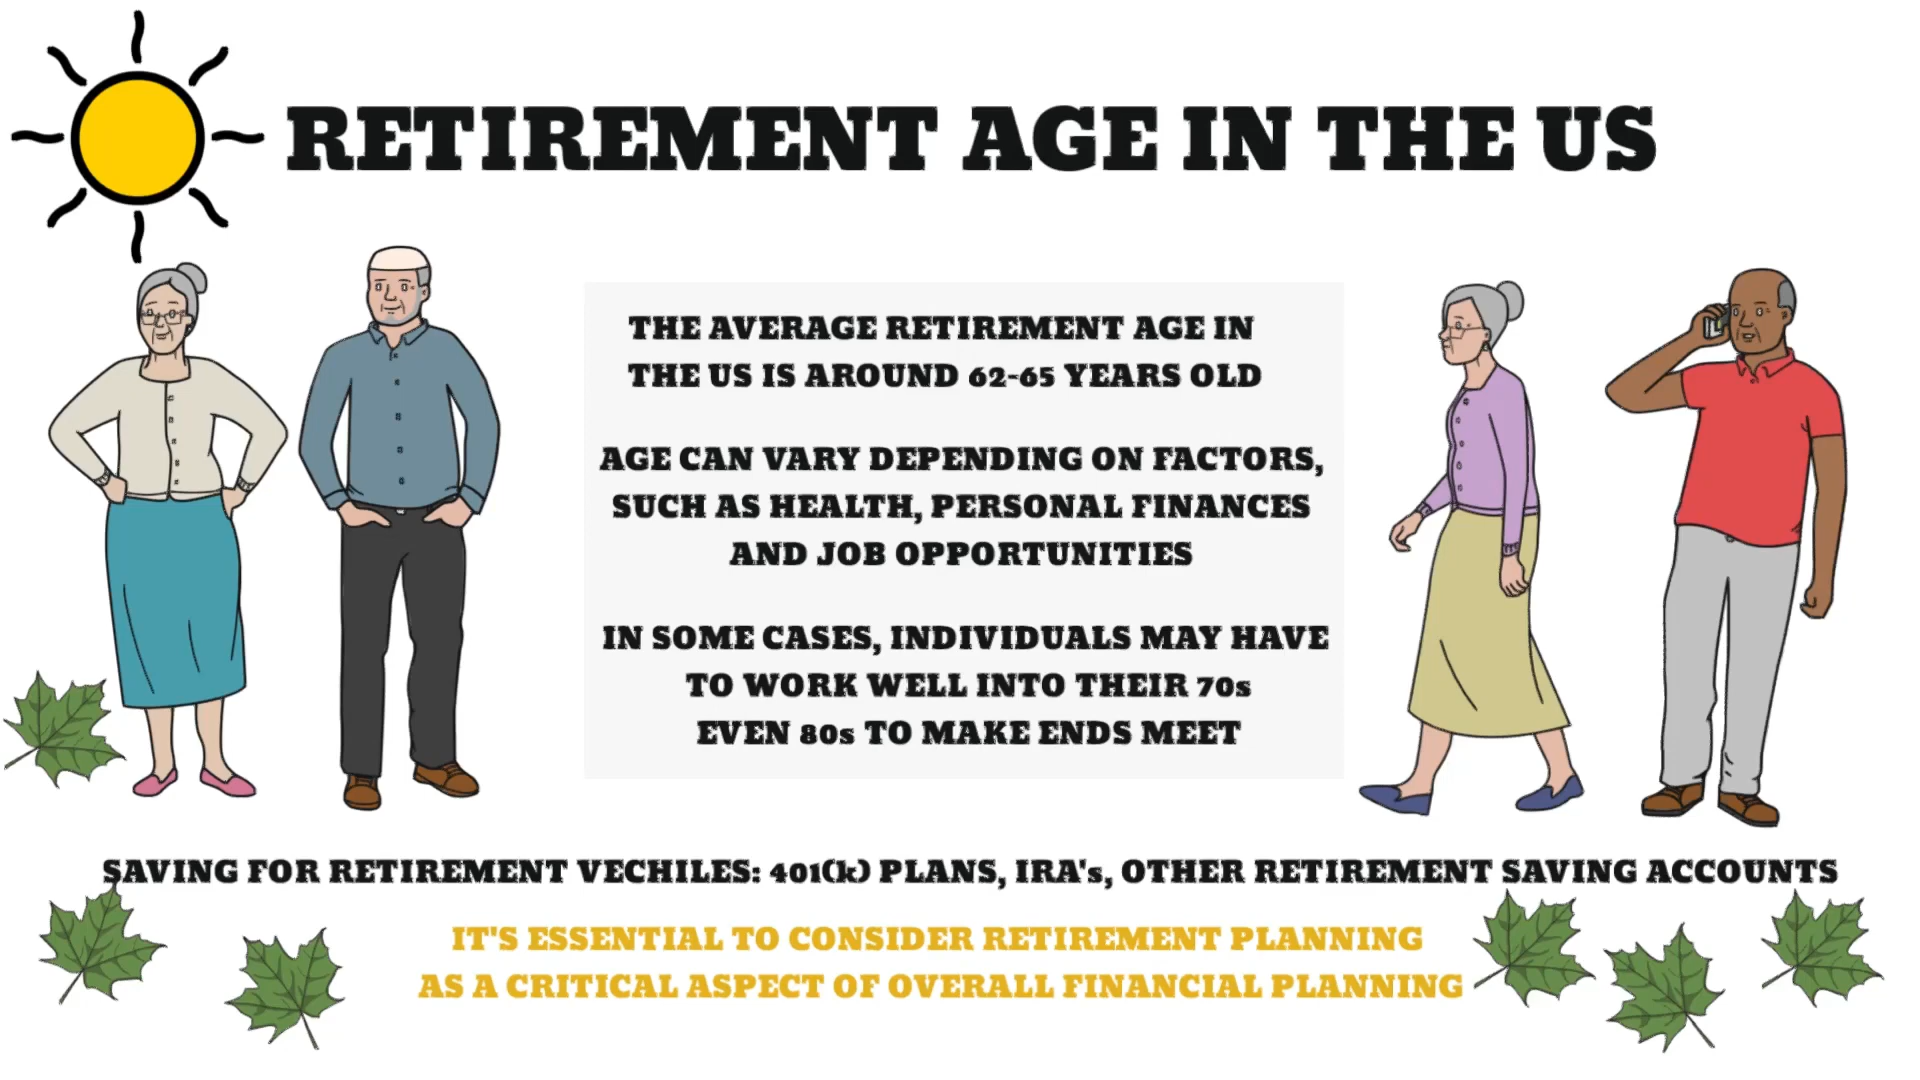 RETIREMENT AGE IN THE US
THE AVERAGE RETIREMENT AGE IN
THE US IS AROUND 62-65 YEARS OLD
AGE CAN VARY DEPENDING ON FACTORS,
SUCH AS HEALTH, PERSONAL FINANCES
AND JOB OPPORTUNITIES
IN SOME CASES, INDIVIDUALS MAY HAVE
TO WORK WELL INTO THEIR 70s
EVEN 80s TO MAKE ENDS MEET
SAVING FOR RETIREMENT VECHILES: 401(k) PLANS, IRA's, OTHER RETIREMENT SAVING ACCOUNTS
IT'S ESSENTIAL TO CONSIDER RETIREMENT PLANNING
AS A CRITICAL ASPECT OF OVERALL FINANCIAL PLANNING